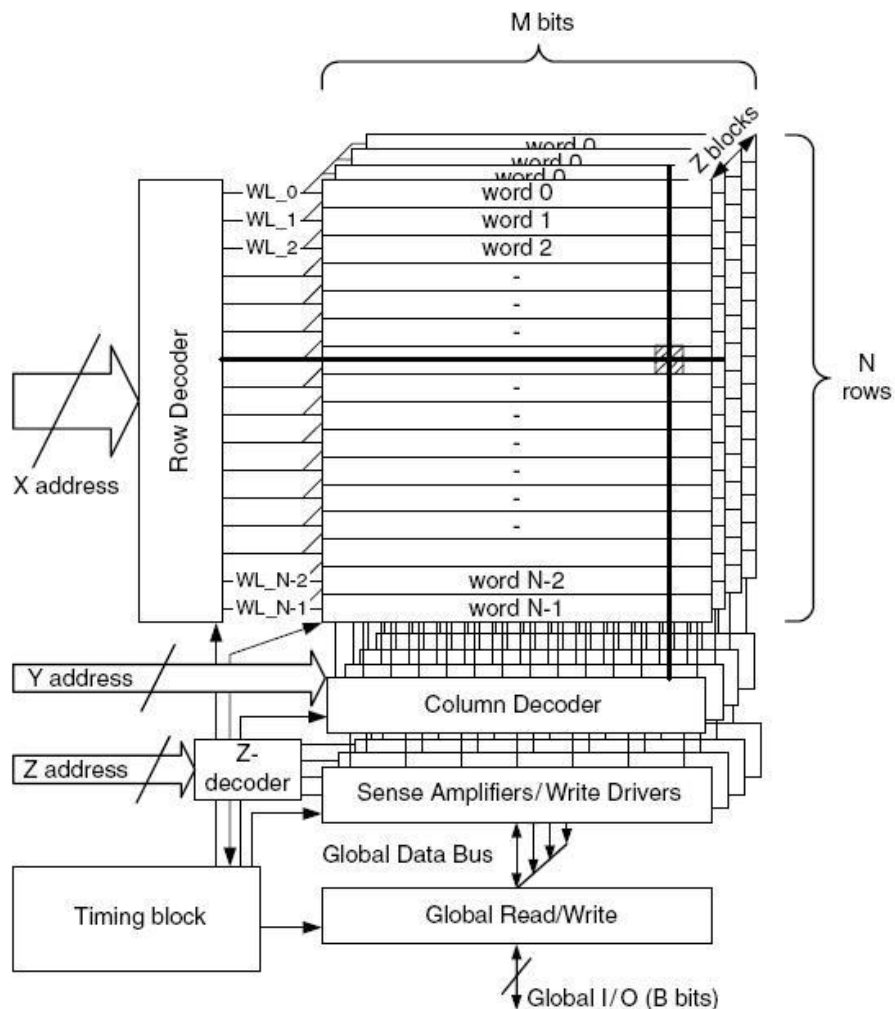 M bits
Z blocks
word 0
word 0
word 0
WL_0
word 0
WL_1
word 1
WL_2
word 2
-
-
-
-
-
-
-
-
-
Row Decoder
N
rows
X address
WL_N-2
word N-2
WL_N-1
word N-1
Y address
Column Decoder
Z address
Z-
decoder
Sense Amplifiers/Write Drivers
Global Data Bus
Timing block
Global Read/Write
Global I/O (B bits)